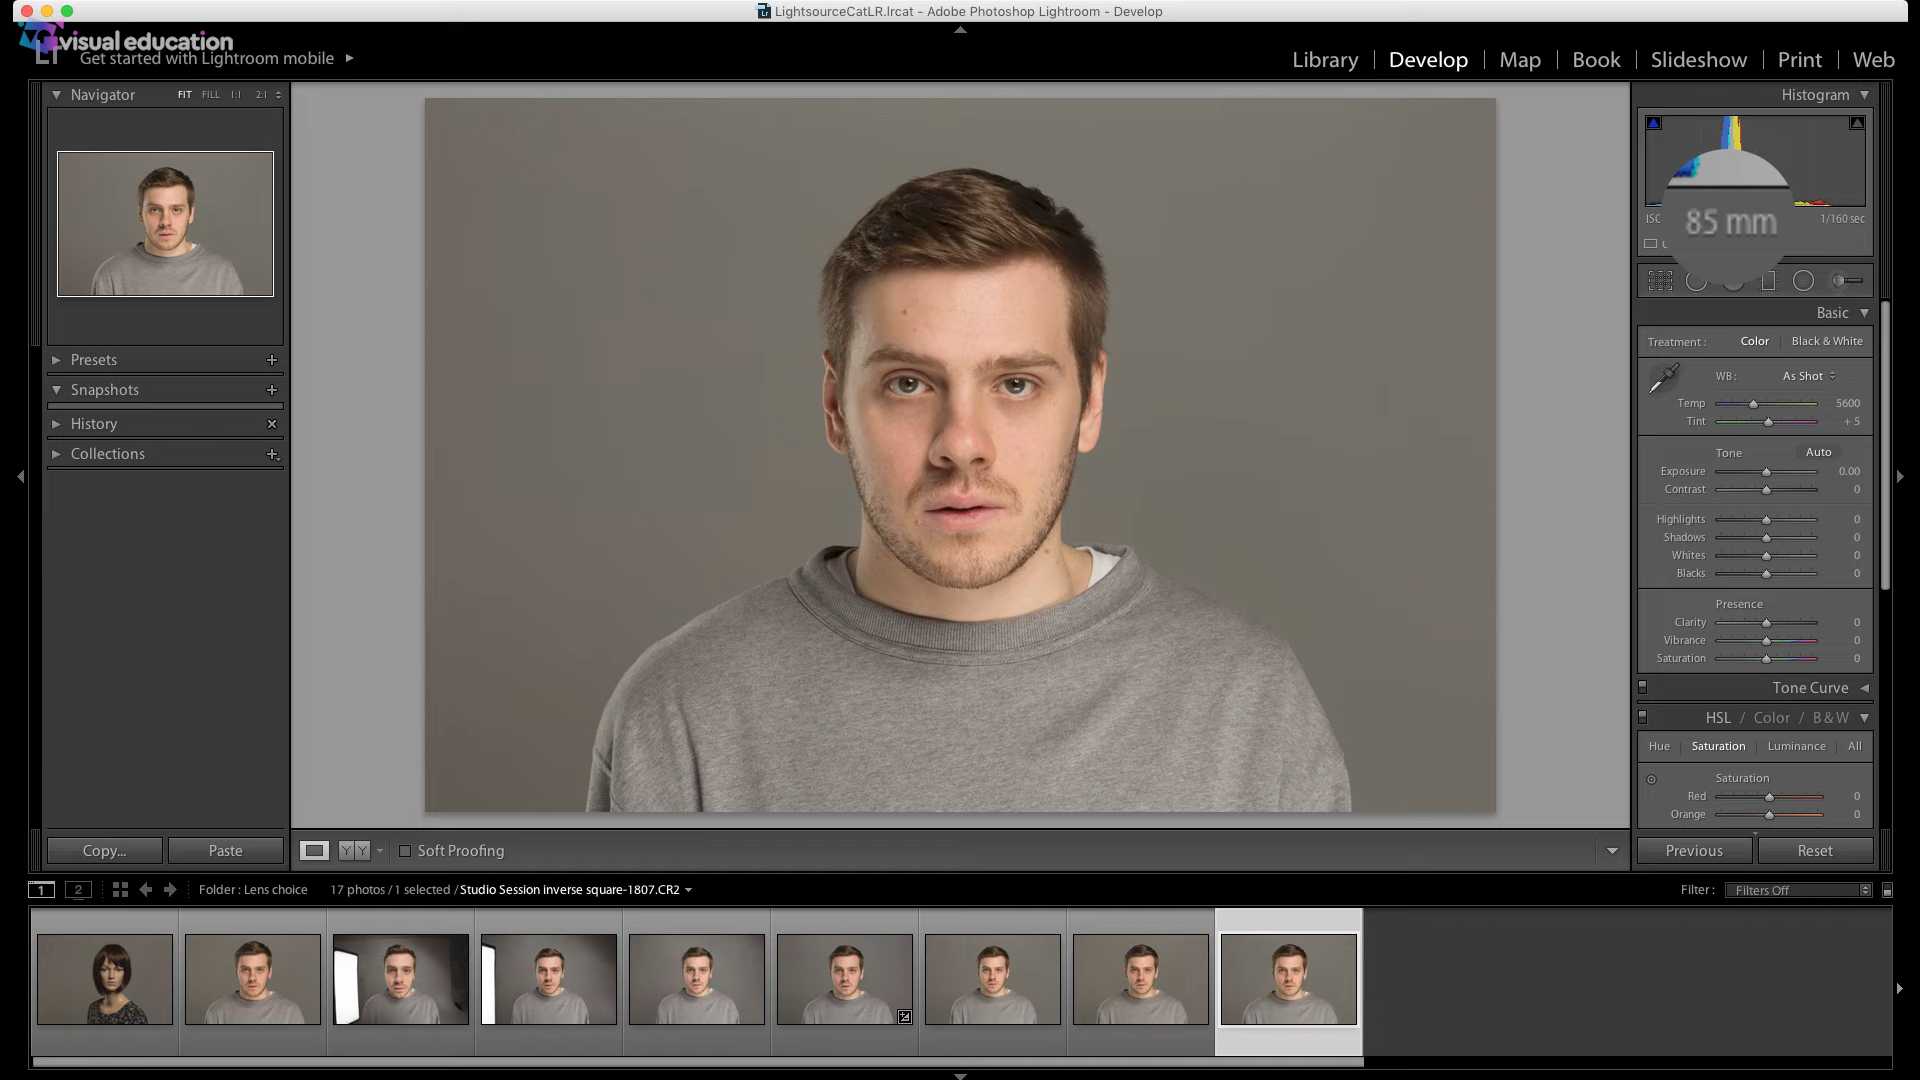 LightsourceCatLR.lrcat - Adobe Photoshop Lightroom - Develop
visual education
Get started with Lightroom mobile
Library | Develop | Map | Book | Slideshow | Print | Web
Navigator FIT FILL 1:1 2:1
Presets
Snapshots
History
Collections
Copy...
Paste
Histogram
85 mm
1/160 sec
Basic
Treatment : Color | Black & White
WB : As Shot
Temp 5600
Tint + 5
Tone Auto
Exposure 0.00
Contrast 0
Highlights 0
Shadows 0
Whites 0
Blacks 0
Presence
Clarity 0
Vibrance 0
Saturation 0
Tone Curve
HSL / Color / B & W
Hue | Saturation | Luminance | All
Saturation
Red 0
Orange 0
Previous
Reset
YY Soft Proofing
1 2 Folder : Lens choice 17 photos / 1 selected / Studio Session inverse square-1807.CR2
Filter : Filters Off